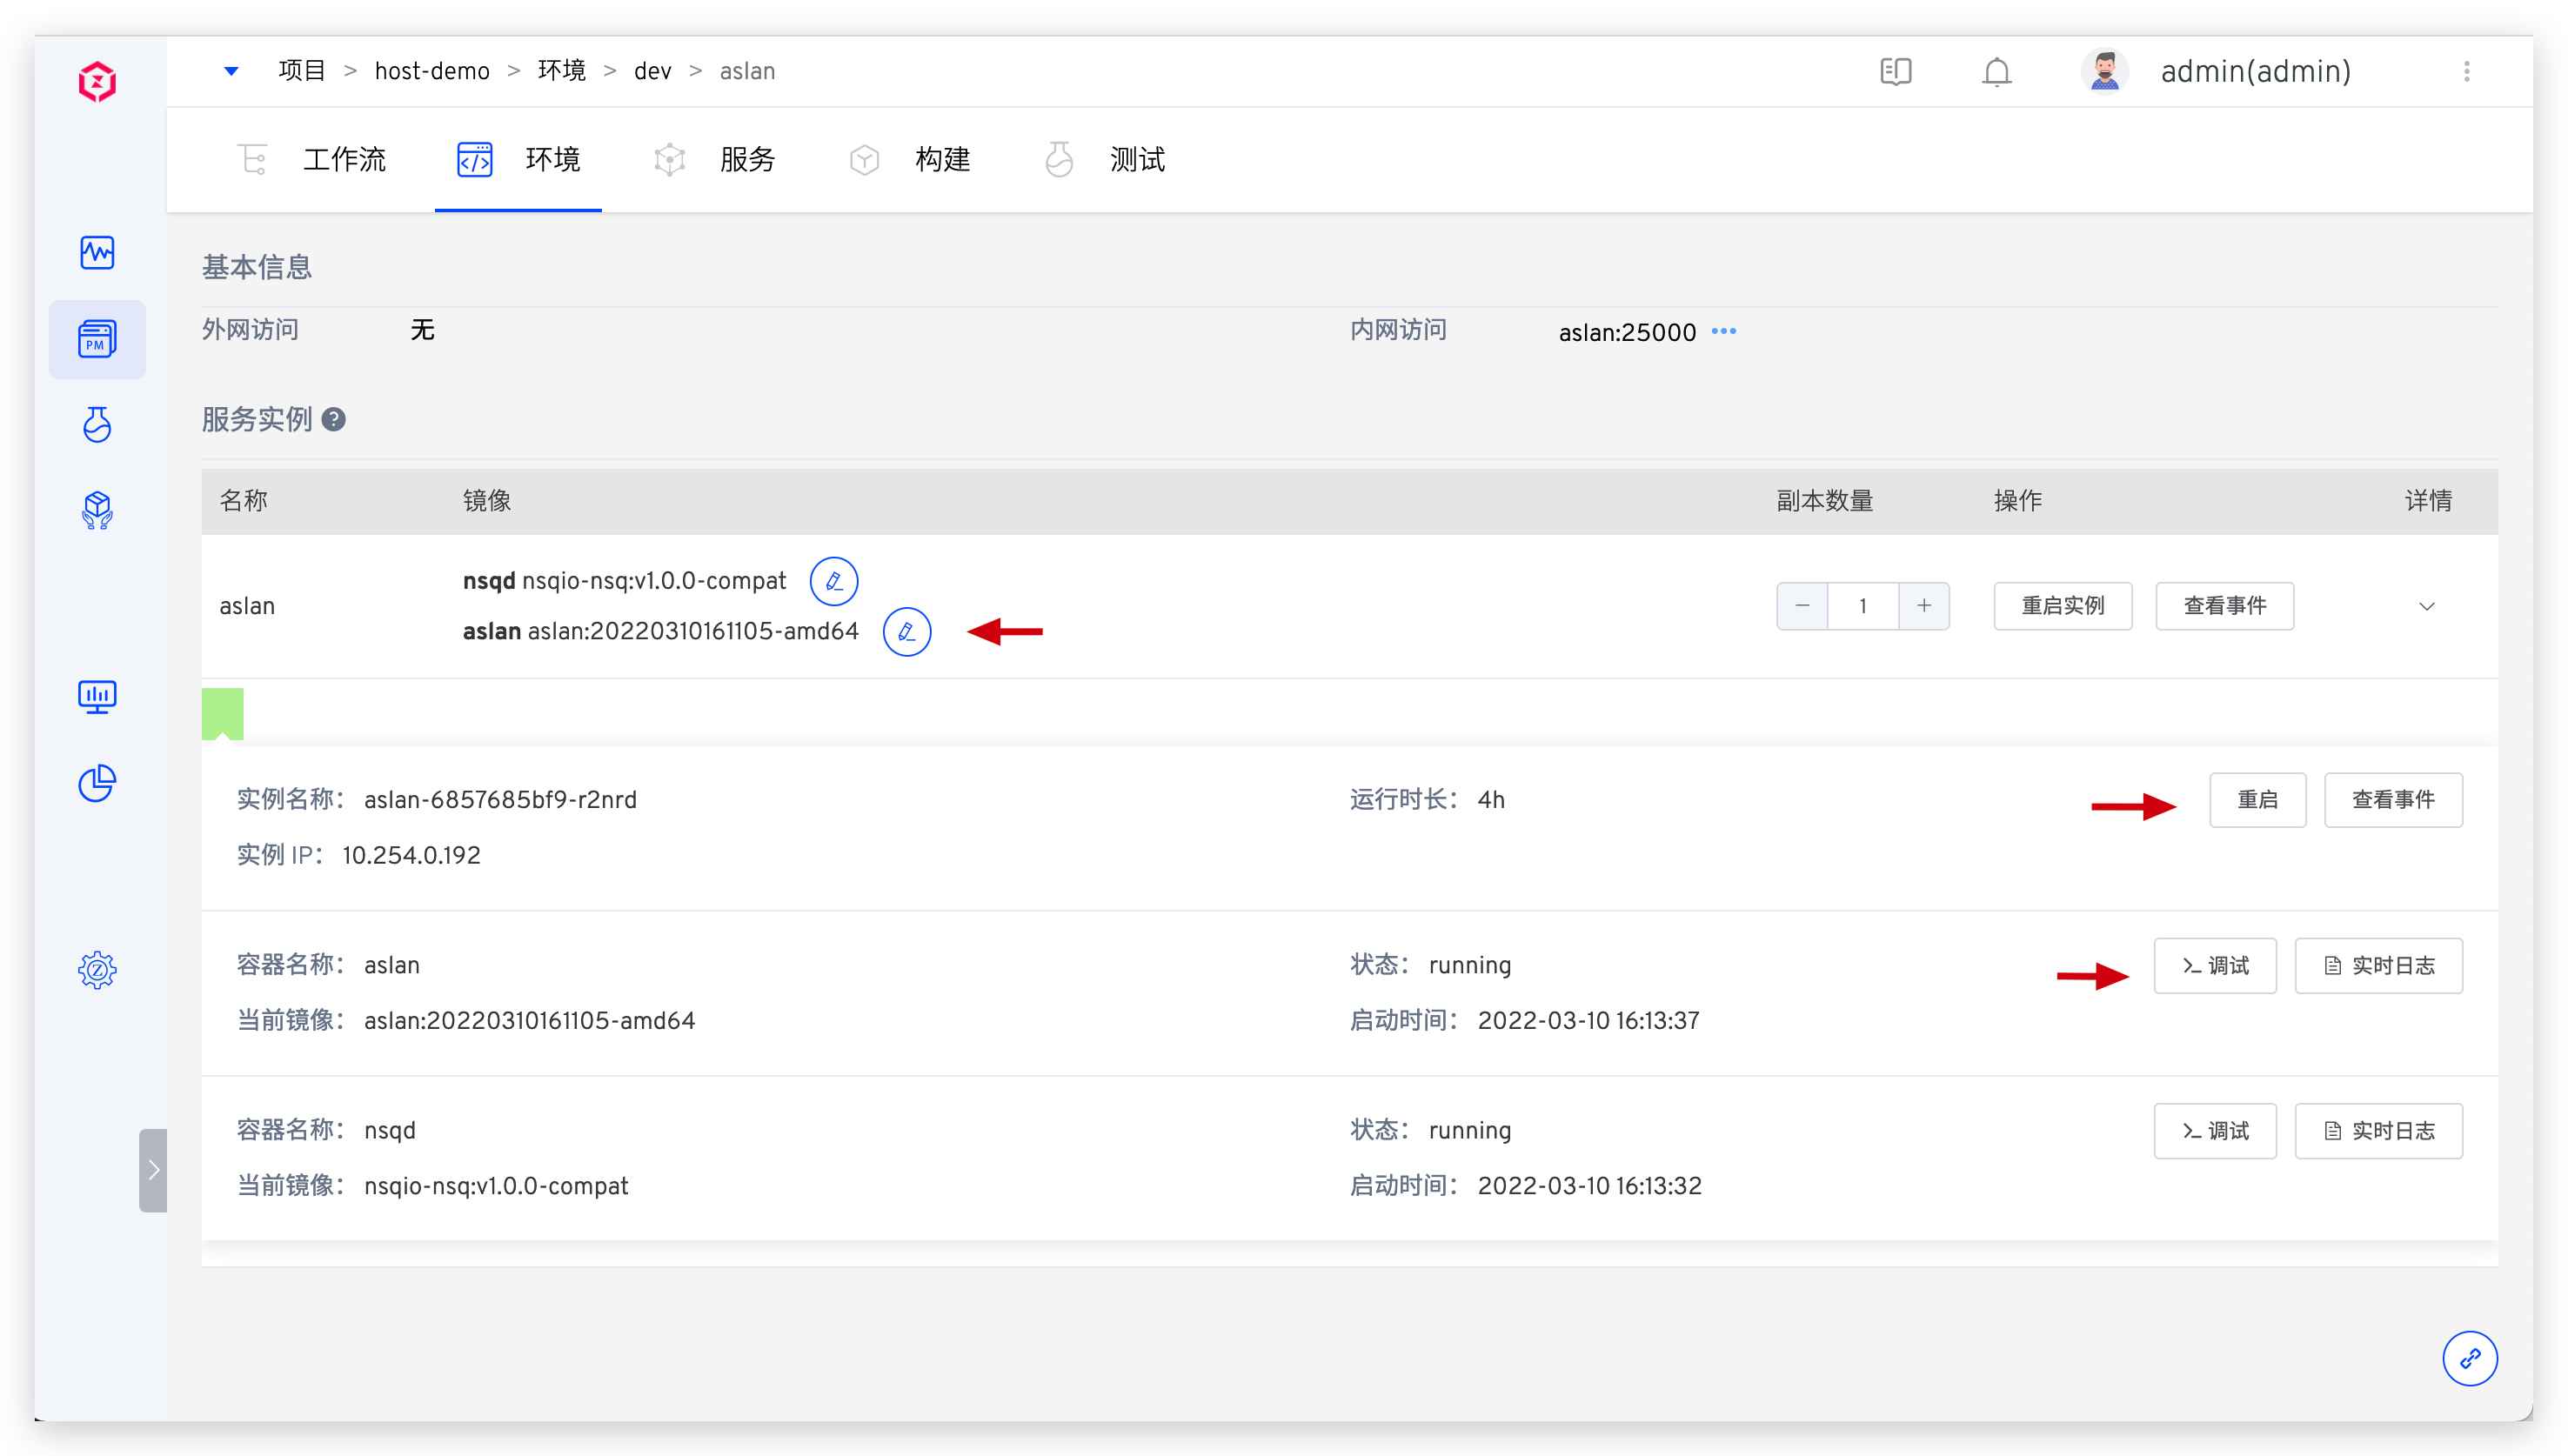 项目 > host-demo > 环境 > dev > aslan
admin(admin)
工作流 环境 服务 构建 测试
PM
基本信息
外网访问 无 内网访问 aslan:25000 •••
服务实例 ?
名称 镜像 副本数量 操作 详情
nsqd nsqio-nsq:v1.0.0-compat
aslan − 1 + 重启实例 查看事件
aslan aslan:20220310161105-amd64
实例名称： aslan-6857685bf9-r2nrd 运行时长： 4h 重启 查看事件
实例 IP： 10.254.0.192
容器名称： aslan 状态： running >_ 调试 实时日志
当前镜像： aslan:20220310161105-amd64 启动时间： 2022-03-10 16:13:37
容器名称： nsqd 状态： running >_ 调试 实时日志
当前镜像： nsqio-nsq:v1.0.0-compat 启动时间： 2022-03-10 16:13:32